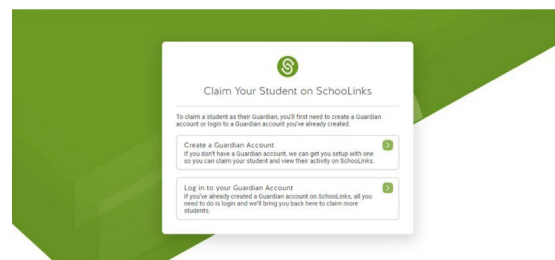 Claim Your Student on SchooLinks
To claim a student as their Guardian, you'll first need to create a Guardian
account or login to a Guardian account you've already created.
Create a Guardian Account
If you don't have a Guardian account, we can get you setup with one
so you can claim your student and view their activity on SchooLinks.
Log in to your Guardian Account
If you've already created a Guardian account on SchooLinks, all you
need to do is login and we'll bring you back here to claim more
students.